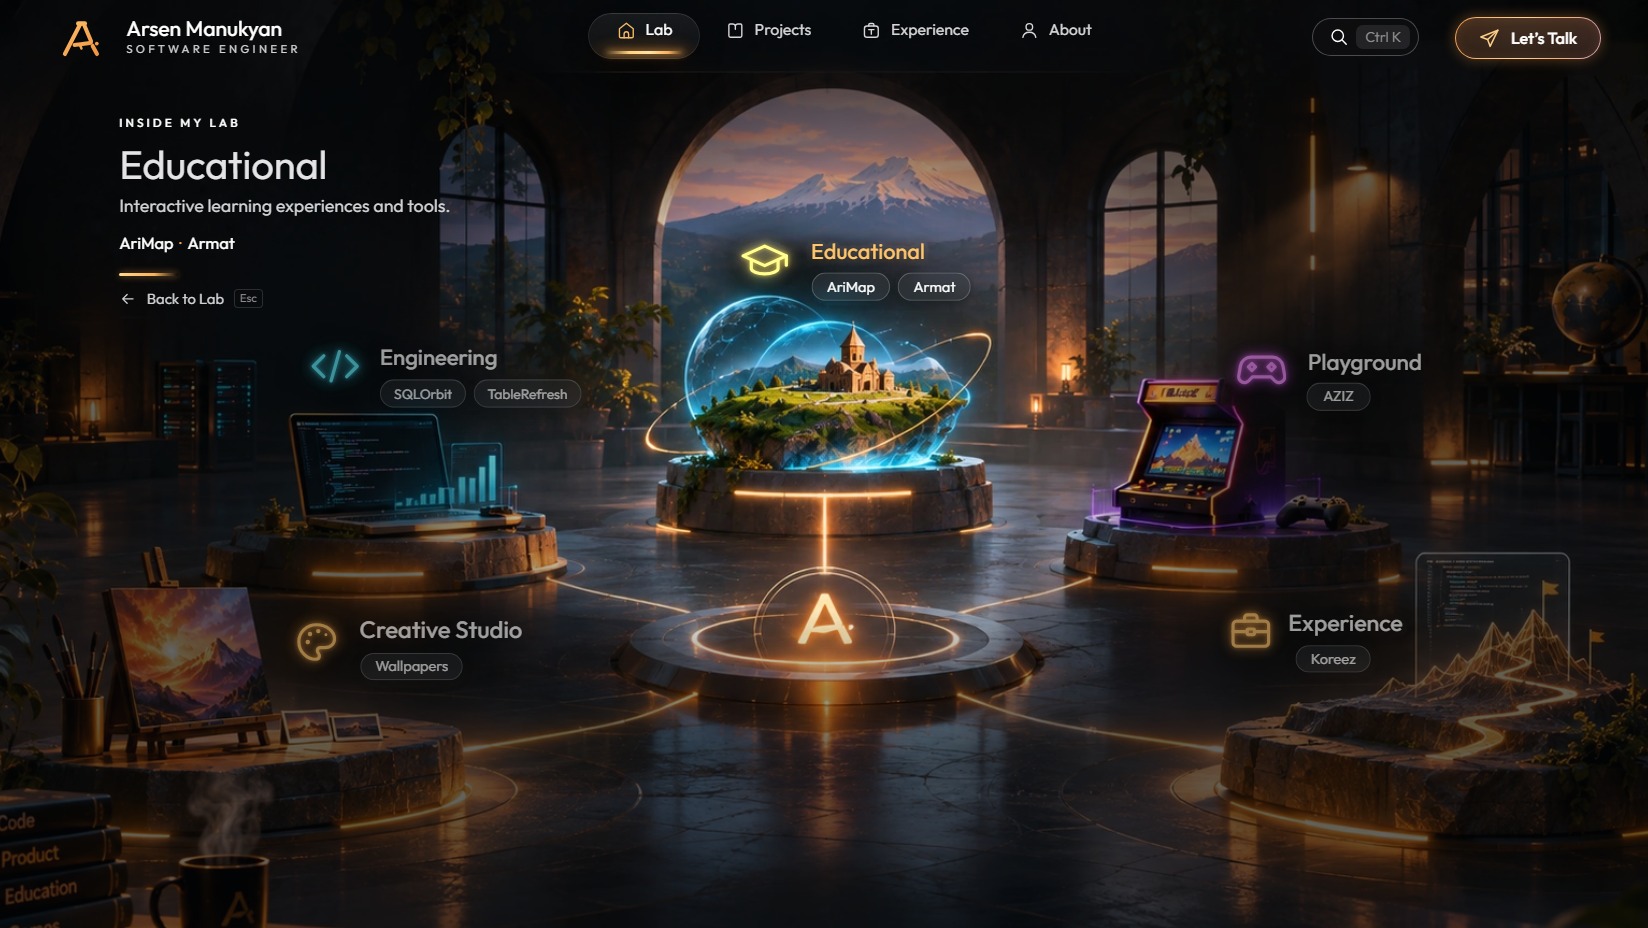 Arsen Manukyan
SOFTWARE ENGINEER
Lab
Projects
Experience
About
Ctrl K
Let's Talk
INSIDE MY LAB
Educational
Interactive learning experiences and tools.
AriMap · Armat
Back to Lab Esc
Educational
AriMap Armat
Engineering
SQLOrbit TableRefresh
Playground
AZIZ
Creative Studio
Wallpapers
Experience
Koreez
Code
Product
Education